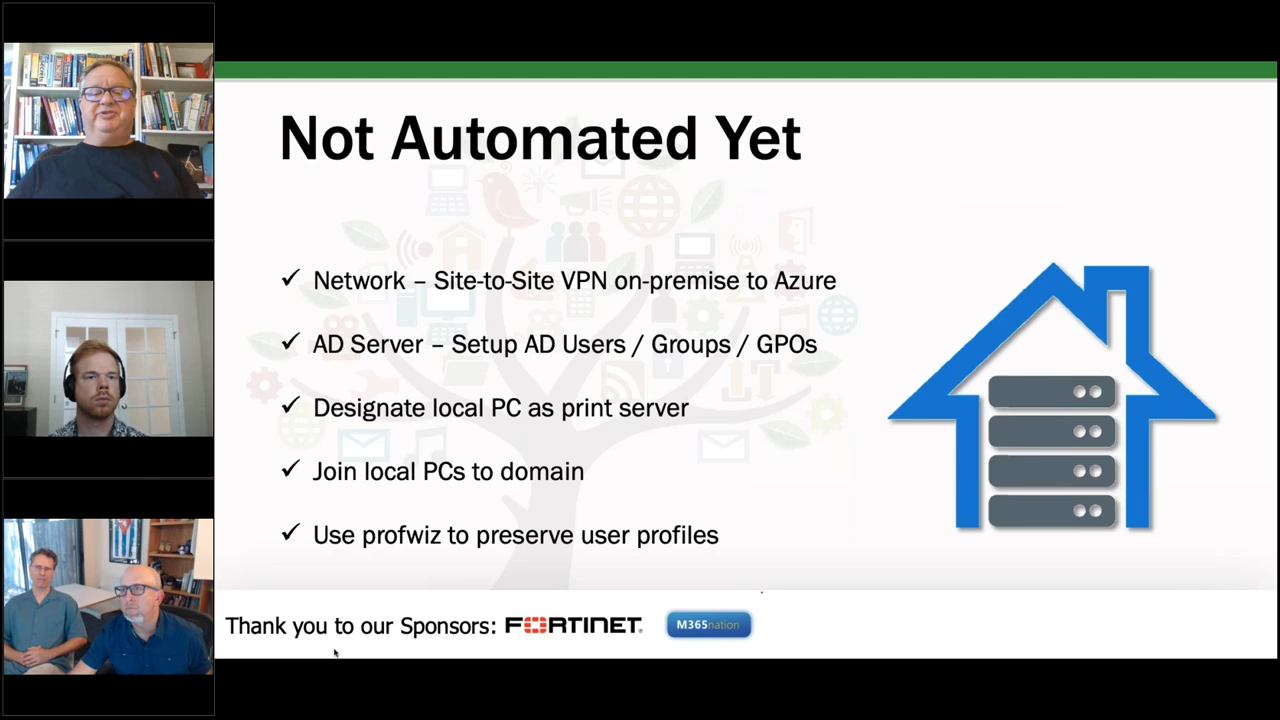 Not Automated Yet
✓ Network – Site-to-Site VPN on-premise to Azure
✓ AD Server – Setup AD Users / Groups / GPOs
✓ Designate local PC as print server
✓ Join local PCs to domain
✓ Use profwiz to preserve user profiles
Thank you to our Sponsors: FORTINET® M365nation